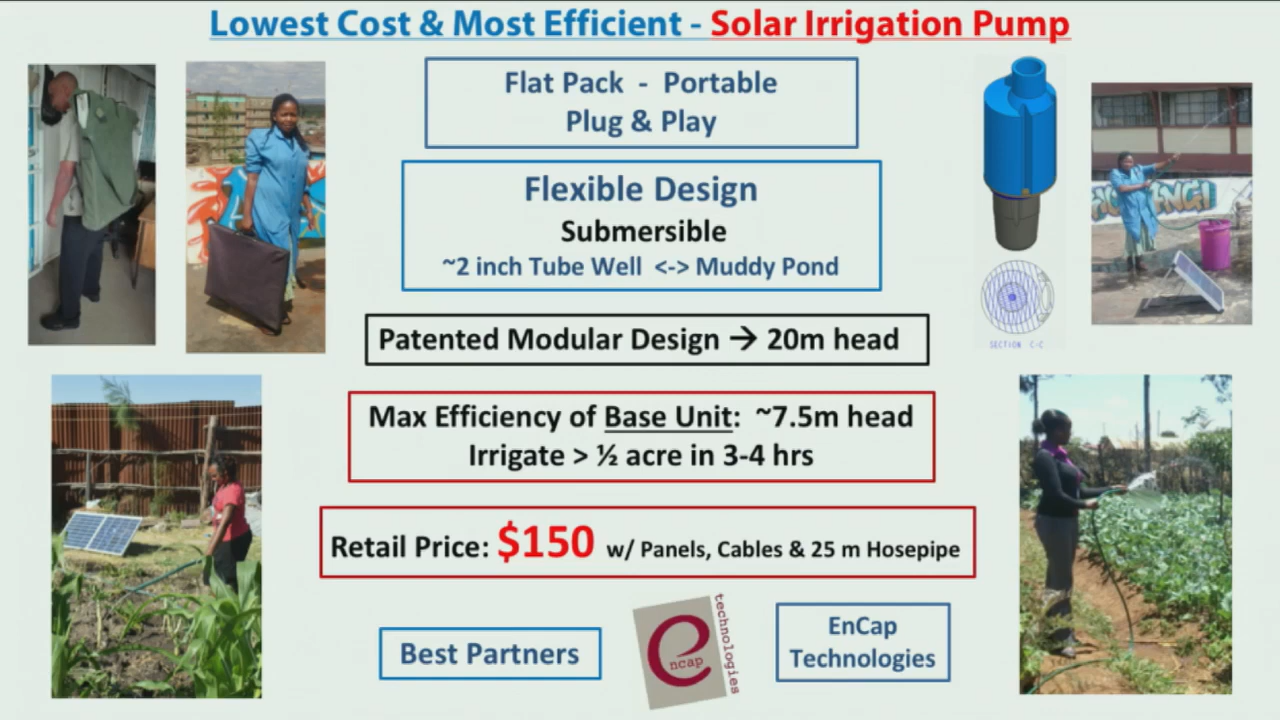 Lowest Cost & Most Efficient - Solar Irrigation Pump
Flat Pack - Portable
Plug & Play
Flexible Design
Submersible
~2 inch Tube Well <-> Muddy Pond
SECTION C-C
Patented Modular Design → 20m head
Max Efficiency of Base Unit: ~7.5m head
Irrigate > ½ acre in 3-4 hrs
Retail Price: $150 w/ Panels, Cables & 25 m Hosepipe
Best Partners
encap
technologies
EnCap
Technologies